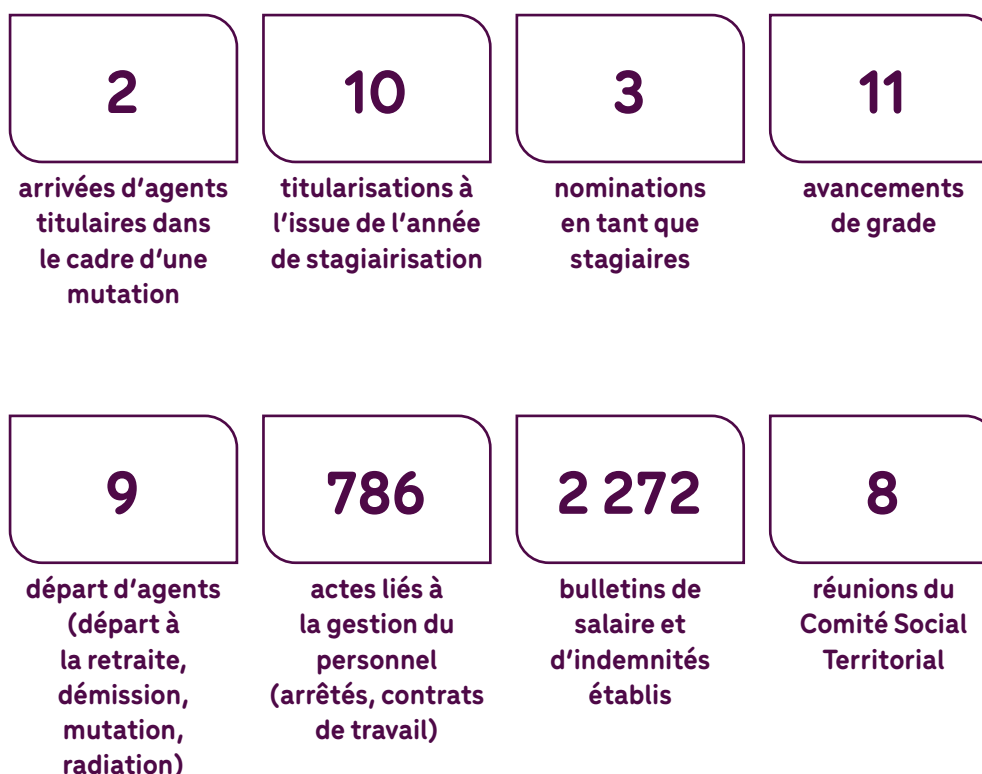 2
arrivées d'agents
titulaires dans
le cadre d'une
mutation
10
titularisations à
l'issue de l'année
de stagiairisation
3
nominations
en tant que
stagiaires
11
avancements
de grade
9
départ d'agents
(départ à
la retraite,
démission,
mutation,
radiation)
786
actes liés à
la gestion du
personnel
(arrêtés, contrats
de travail)
2 272
bulletins de
salaire et
d'indemnités
établis
8
réunions du
Comité Social
Territorial